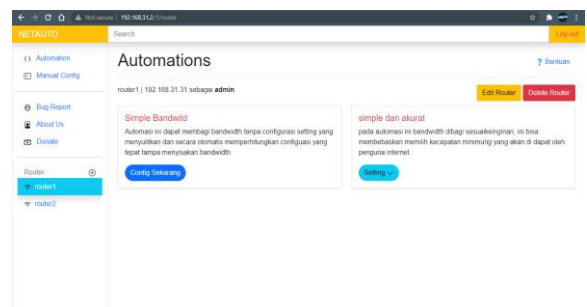 Not secure | 192.168.31.2/1/router
NETAUTO
Search
Log-out
Automation
Manual Config
Bug Report
About Us
Donate
Router
router1
router2
Automations
? Bantuan
router1 | 192.168.31.31 sebagai admin
Edit Router
Delete Router
Simple Bandwitd
Automasi ini dapat membagi bandwidth tanpa configurasi setting yang
menyulitkan dan secara otomatis memperhitungkan configuasi yang
tepat tampa menyisakan bandwidth
Config Sekarang
simple dan akurat
pada automasi ini bandwidth dibagi sesuaikeinginan, ini bisa
membebaskan memilih kecepatan minimung yang akan di dapat oleh
penguna internet.
Setting